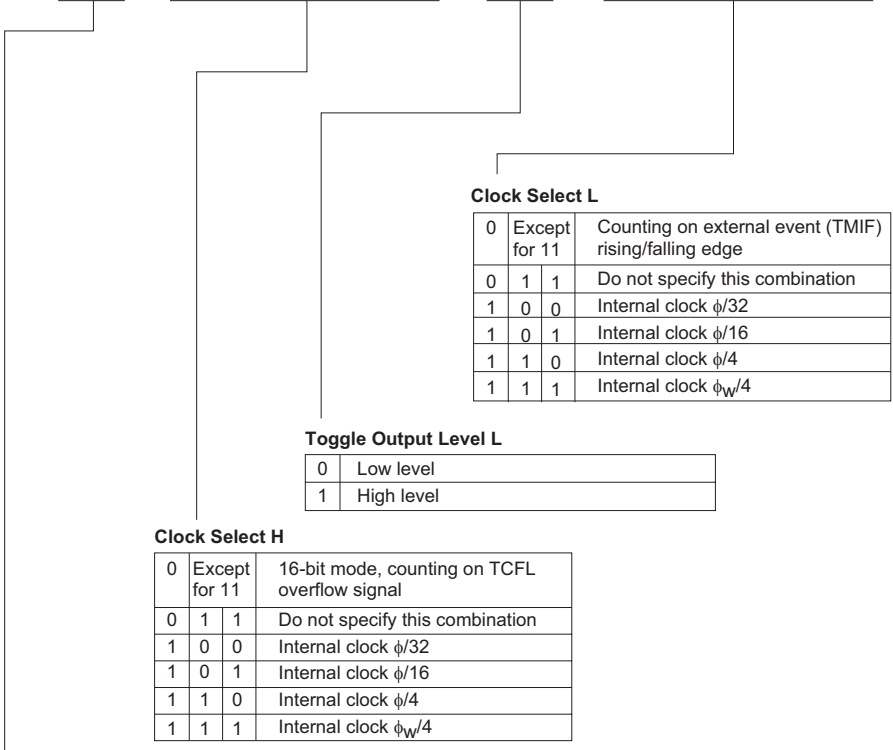 Clock Select L
0 Except for 11 Counting on external event (TMIF) rising/falling edge
0 1 1 Do not specify this combination
1 0 0 Internal clock ϕ/32
1 0 1 Internal clock ϕ/16
1 1 0 Internal clock ϕ/4
1 1 1 Internal clock ϕW/4
Toggle Output Level L
0 Low level
1 High level
Clock Select H
0 Except for 11 16-bit mode, counting on TCFL overflow signal
0 1 1 Do not specify this combination
1 0 0 Internal clock ϕ/32
1 0 1 Internal clock ϕ/16
1 1 0 Internal clock ϕ/4
1 1 1 Internal clock ϕW/4